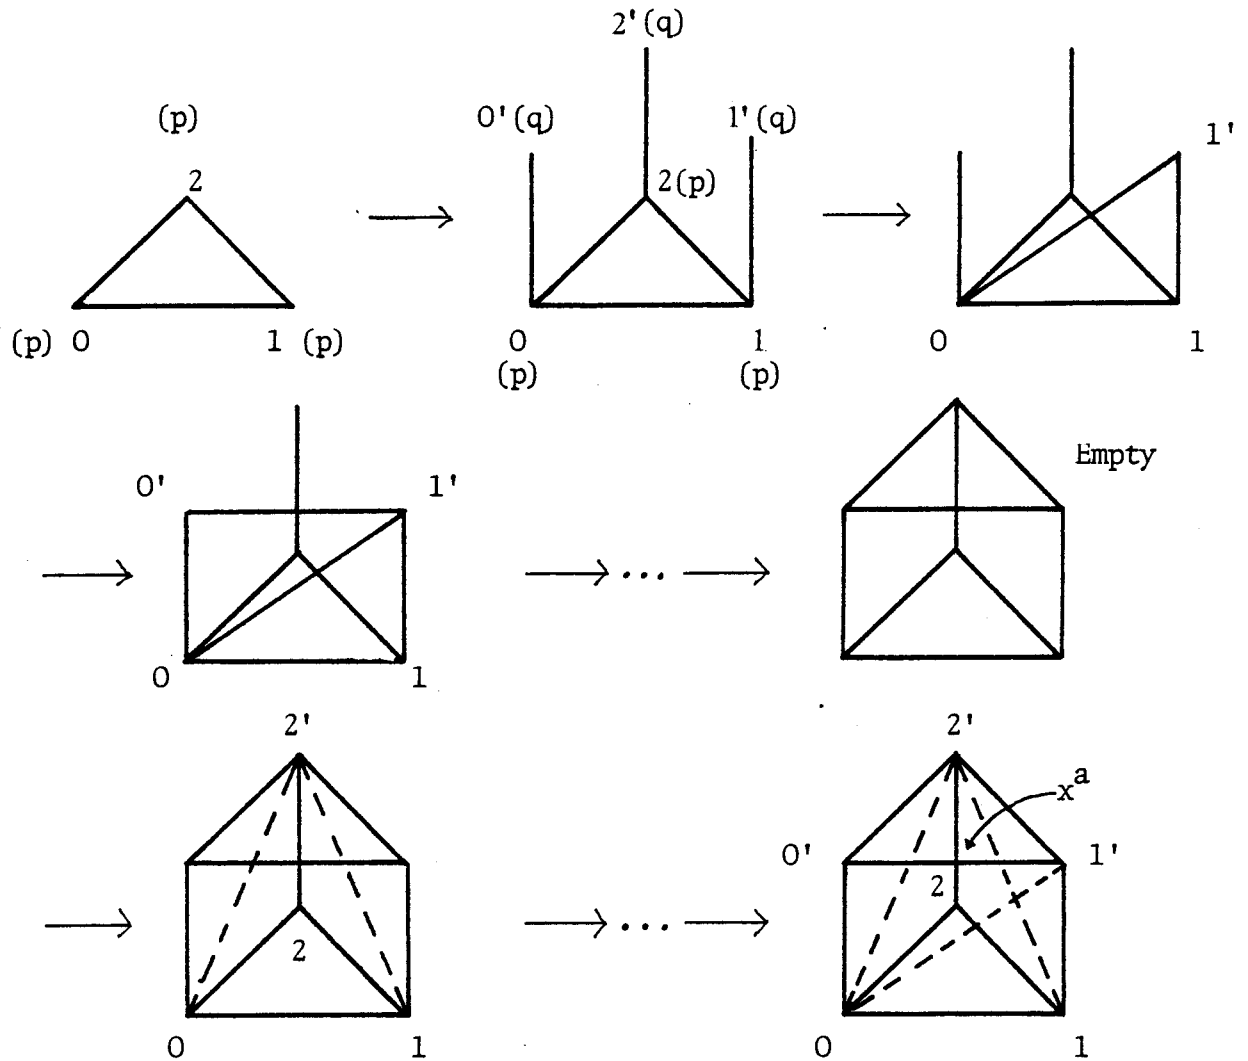 2'(q)
(p) 0'(q) 1'(q)
2 2(p) 1'
(p) 0 1 (p) 0 1 0 1
(p) (p)
0' 1' Empty
0 1
2' 2'
x^a
0' 1'
2 2
0 1 0 1